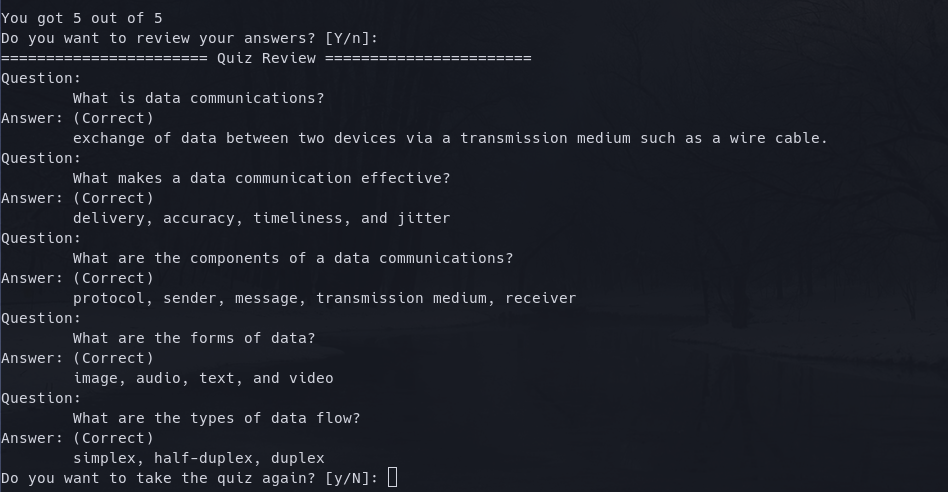 You got 5 out of 5
Do you want to review your answers? [Y/n]:
======================= Quiz Review =======================
Question:
        What is data communications?
Answer: (Correct)
        exchange of data between two devices via a transmission medium such as a wire cable.
Question:
        What makes a data communication effective?
Answer: (Correct)
        delivery, accuracy, timeliness, and jitter
Question:
        What are the components of a data communications?
Answer: (Correct)
        protocol, sender, message, transmission medium, receiver
Question:
        What are the forms of data?
Answer: (Correct)
        image, audio, text, and video
Question:
        What are the types of data flow?
Answer: (Correct)
        simplex, half-duplex, duplex
Do you want to take the quiz again? [y/N]: